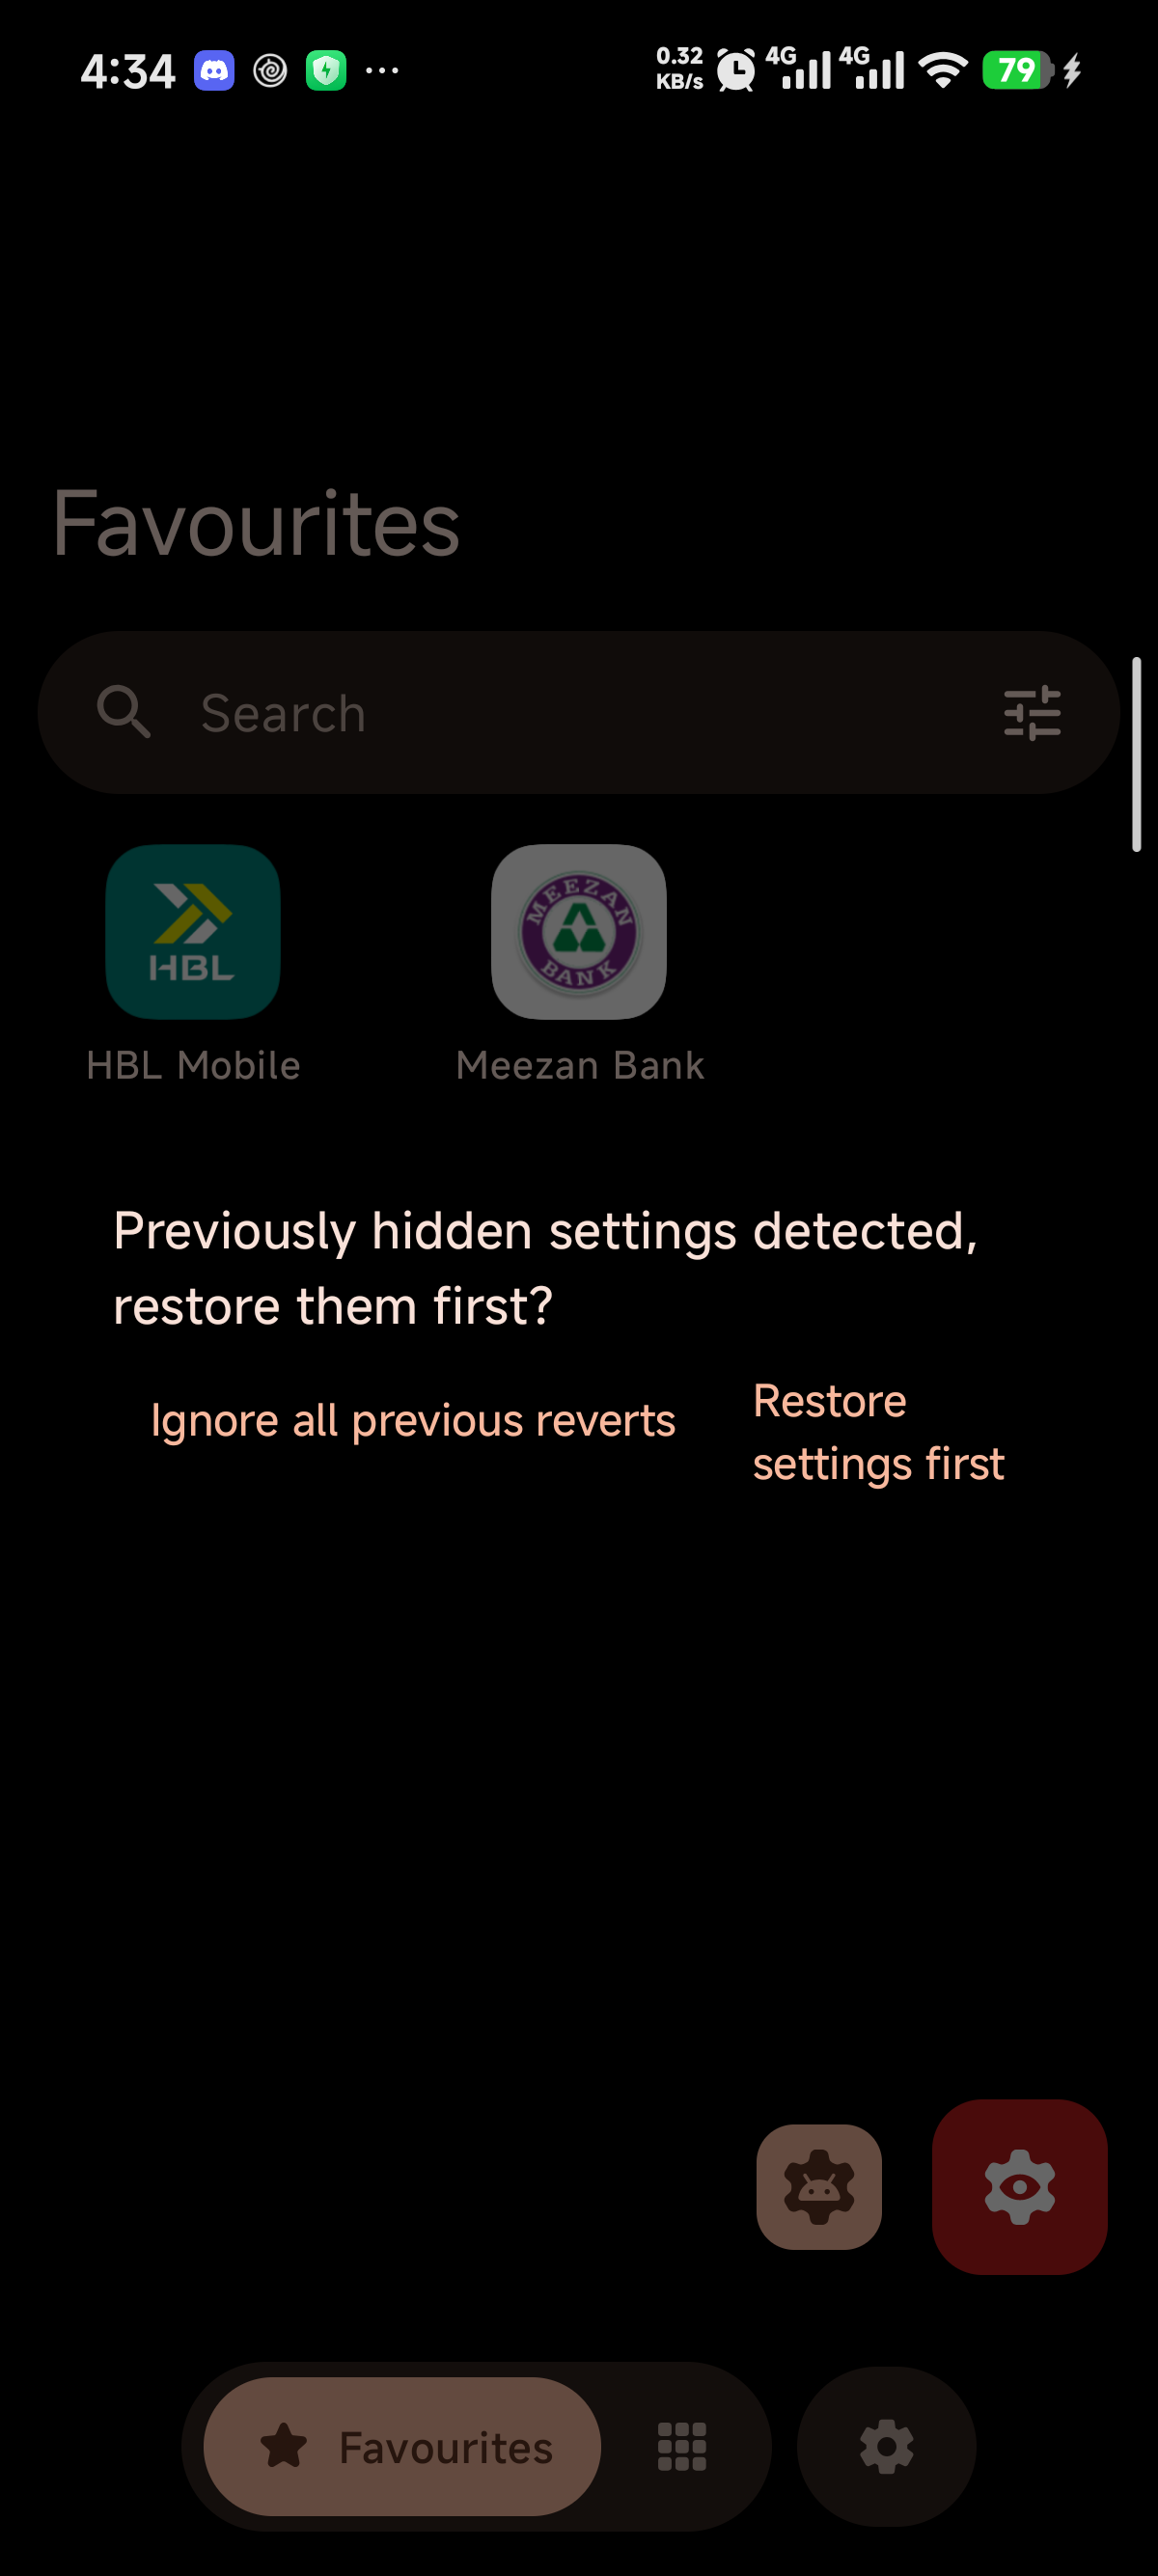 4:34
0.32
KB/s
4G
4G
79
Favourites
Search
HBL
MEEZAN
BANK
HBL Mobile
Meezan Bank
Previously hidden settings detected,
restore them first?
Ignore all previous reverts
Restore
settings first
Favourites